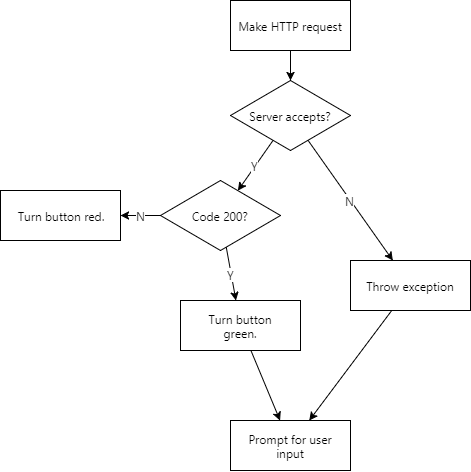 Make HTTP request
Server accepts?
Y
N
Code 200?
N
Turn button red.
Y
Throw exception
Turn button
green.
Prompt for user
input